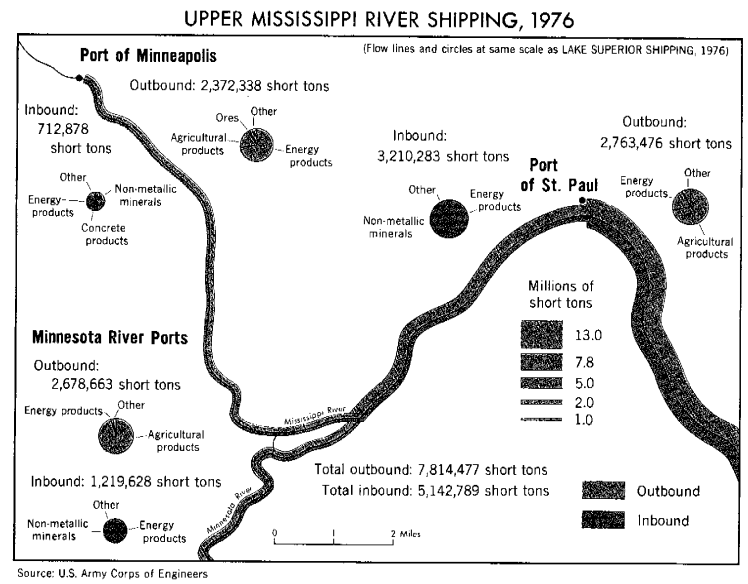 UPPER MISSISSIPPI RIVER SHIPPING, 1976
(Flow lines and circles at same scale as LAKE SUPERIOR SHIPPING, 1976)
Port of Minneapolis
Outbound: 2,372,338 short tons
Ores
Other
Agricultural
products
Energy
products
Inbound:
712,878
short tons
Other
Non-metallic
minerals
Energy
products
Concrete
products
Inbound:
3,210,283 short tons
Other
Energy
products
Non-metallic
minerals
Port
of St. Paul
Outbound:
2,763,476 short tons
Energy
products
Other
Agricultural
products
Millions of
short tons
13.0
7.8
5.0
2.0
1.0
Minnesota River Ports
Outbound:
2,678,663 short tons
Energy products
Other
Agricultural
products
Inbound: 1,219,628 short tons
Other
Non-metallic
minerals
Energy
products
Mississippi River
Minnesota River
Total outbound: 7,814,477 short tons
Total inbound: 5,142,789 short tons
Outbound
Inbound
0 1 2 Miles
Source: U.S. Army Corps of Engineers